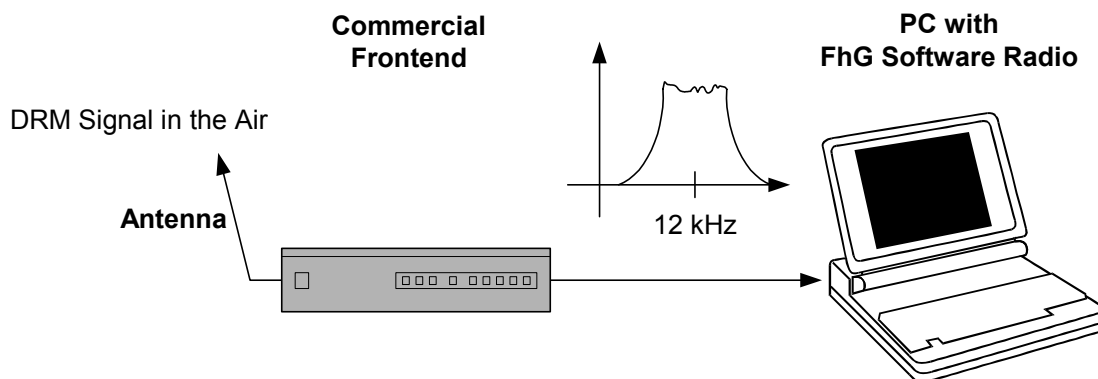 Commercial
Frontend
PC with
FhG Software Radio
DRM Signal in the Air
Antenna
12 kHz